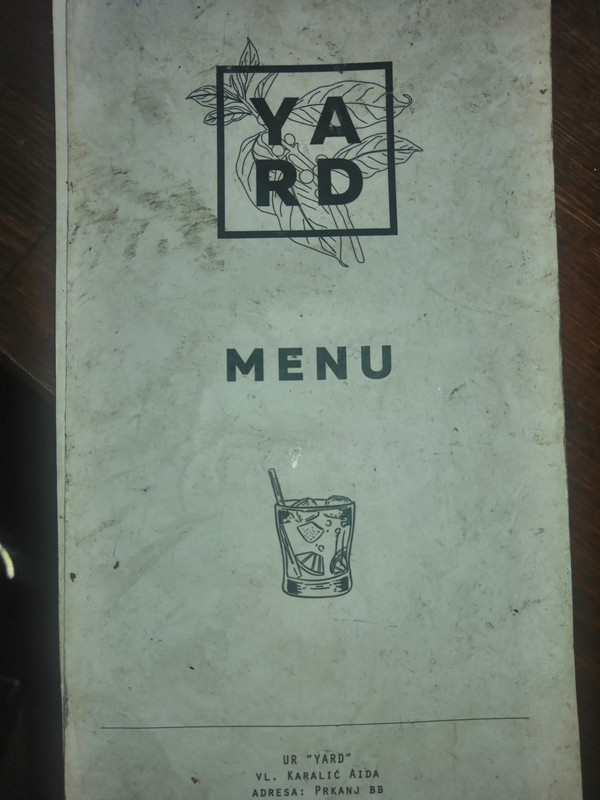 YA
RD
MENU
UR "YARD"
VL. KARALIĆ AIDA
ADRESA: PRKANJ BB